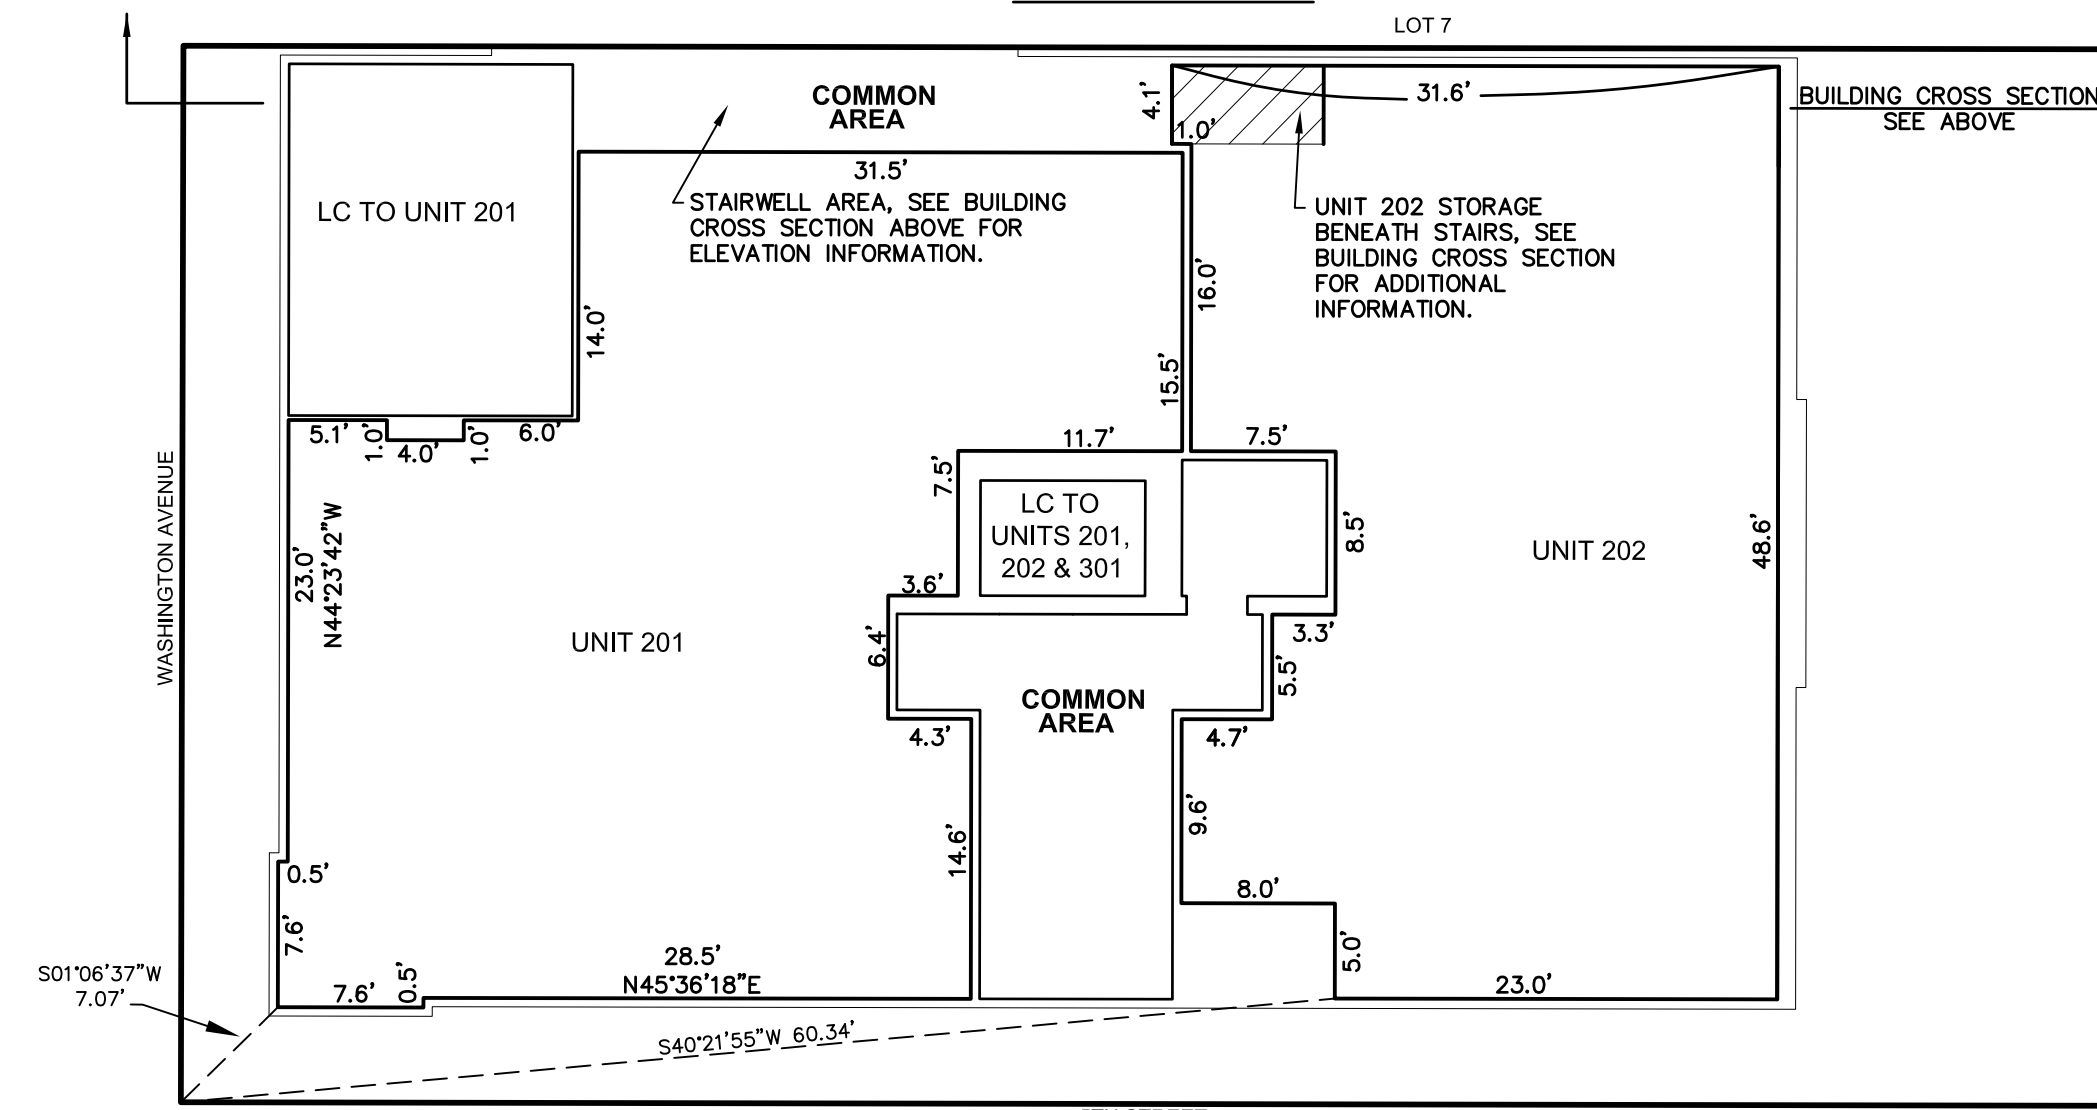 LOT 7
COMMON
AREA
4.1'
1.0'
31.6'
BUILDING CROSS SECTION
SEE ABOVE
31.5'
LC TO UNIT 201
STAIRWELL AREA, SEE BUILDING
CROSS SECTION ABOVE FOR
ELEVATION INFORMATION.
UNIT 202 STORAGE
BENEATH STAIRS, SEE
BUILDING CROSS SECTION
FOR ADDITIONAL
INFORMATION.
14.0'
16.0'
15.5'
5.1'
1.0'
4.0'
1.0'
6.0'
11.7'
7.5'
7.5'
WASHINGTON AVENUE
23.0'
N44°23'42"W
LC TO
UNITS 201,
202 & 301
8.5'
UNIT 202
48.6'
3.6'
6.4'
UNIT 201
3.3'
5.5'
COMMON
AREA
4.3'
4.7'
14.6'
9.6'
0.5'
7.6'
8.0'
5.0'
28.5'
N45°36'18"E
7.6'
0.5'
23.0'
S01°06'37"W
7.07'
S40°21'55"W 60.34'